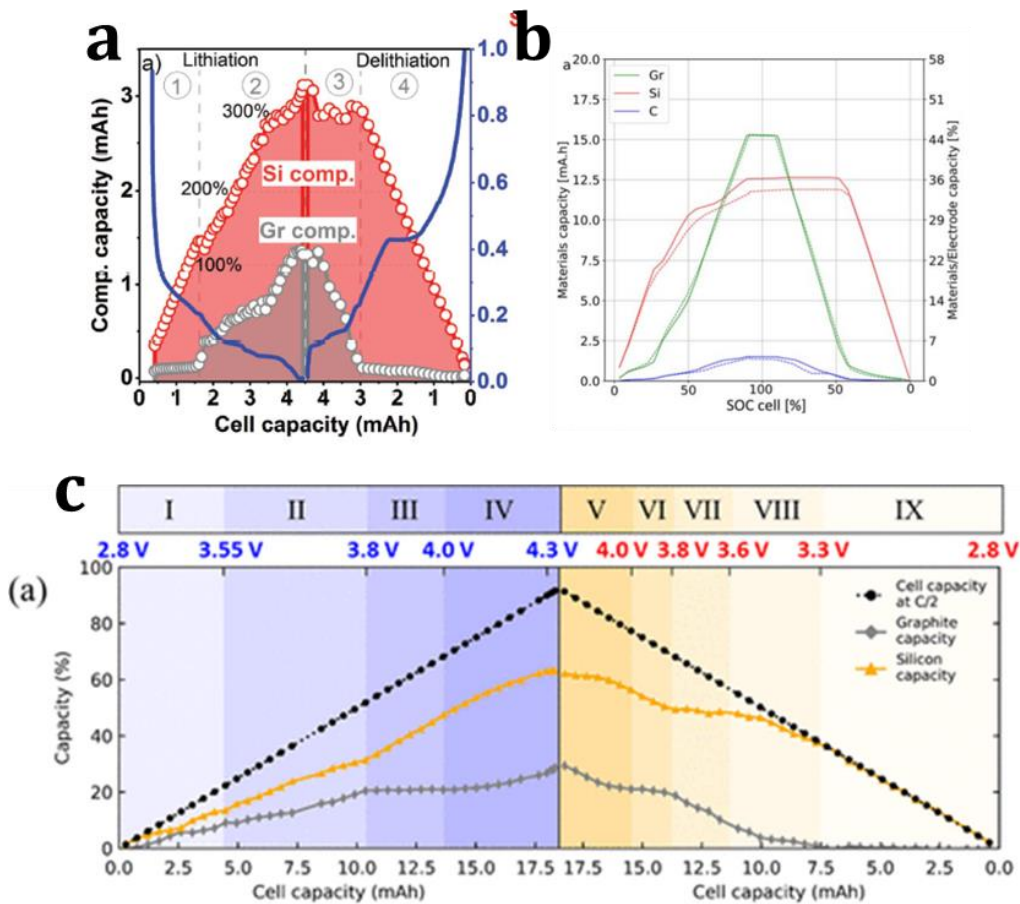 a
a)
Lithiation
Delithiation
1
2
3
4
300%
200%
100%
Si comp.
Gr comp.
Comp. capacity (mAh)
3
2
1
0
1.0
0.8
0.6
0.4
0.2
0.0
0 1 2 3 4 4 3 2 1 0
Cell capacity (mAh)
b
a
Gr
Si
C
Materials capacity [mA.h]
20.0
17.5
15.0
12.5
10.0
7.5
5.0
2.5
0.0
Materials/Electrode capacity [%]
58
51
44
36
29
22
14
7
0
0 50 100 50 0
SOC cell [%]
c
I II III IV V VI VII VIII IX
2.8 V 3.55 V 3.8 V 4.0 V 4.3 V 4.0 V 3.8 V 3.6 V 3.3 V 2.8 V
(a)
Capacity (%)
100
80
60
40
20
0
Cell capacity
at C/2
Graphite
capacity
Silicon
capacity
0.0 2.5 5.0 7.5 10.0 12.5 15.0 17.5 17.5 15.0 12.5 10.0 7.5 5.0 2.5 0.0
Cell capacity (mAh) Cell capacity (mAh)